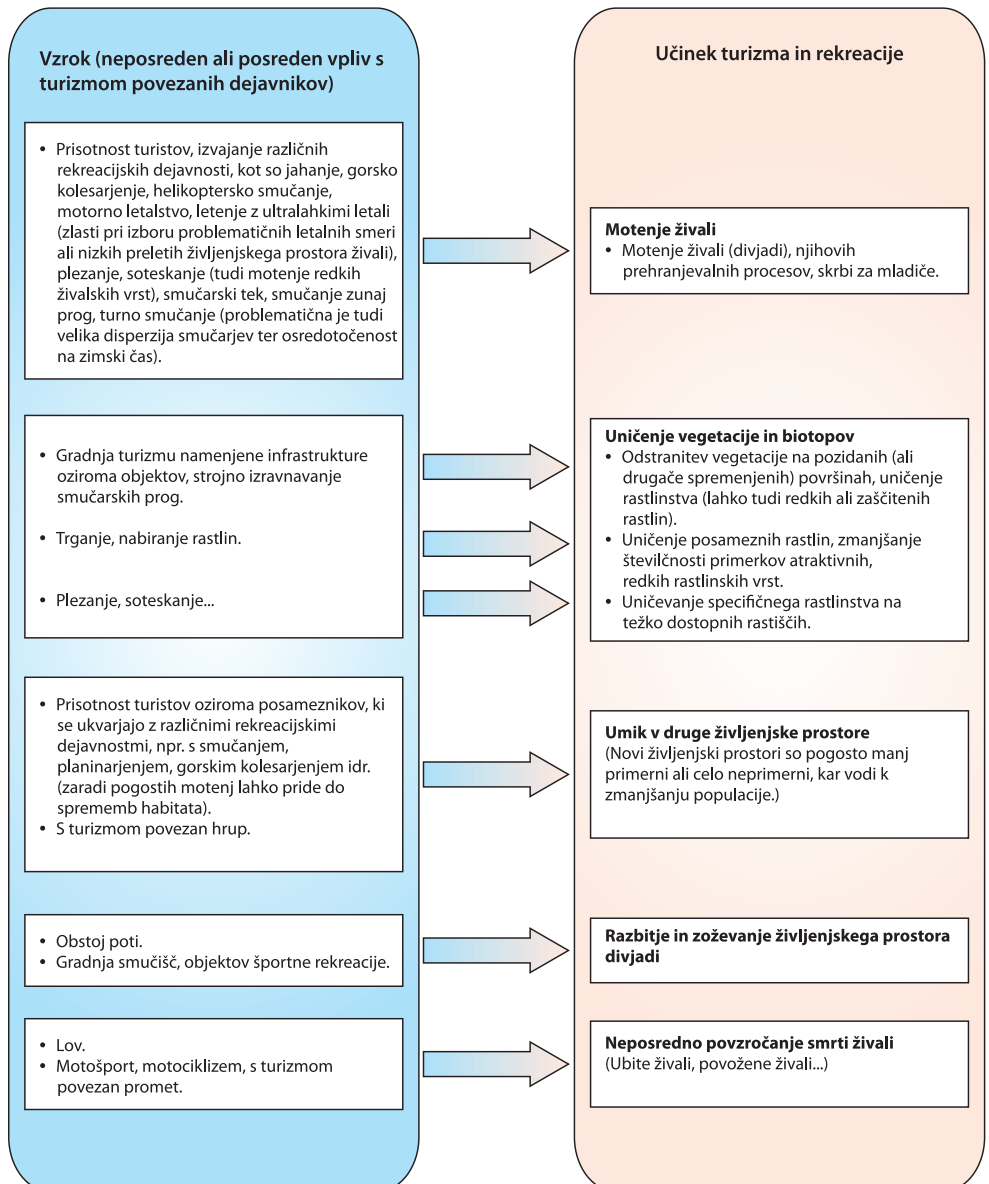 Vzrok (neposreden ali posreden vpliv s
turizmom povezanih dejavnikov)
• Prisotnost turistov, izvajanje različnih
rekreacijskih dejavnosti, kot so jahanje, gorsko
kolesarjenje, helikoptersko smučanje,
motorno letalstvo, letenje z ultralahkimi letali
(zlasti pri izboru problematičnih letalnih smeri
ali nizkih preletih življenjskega prostora živali),
plezanje, soteskanje (tudi motenje redkih
živalskih vrst), smučarski tek, smučanje zunaj
prog, turno smučanje (problematična je tudi
velika disperzija smučarjev ter osredotočenost
na zimski čas).
• Gradnja turizmu namenjene infrastrukture
oziroma objektov, strojno izravnavanje
smučarskih prog.
• Trganje, nabiranje rastlin.
• Plezanje, soteskanje...
• Prisotnost turistov oziroma posameznikov, ki
se ukvarjajo z različnimi rekreacijskimi
dejavnostmi, npr. s smučanjem,
planinarjenjem, gorskim kolesarjenjem idr.
(zaradi pogostih motenj lahko pride do
sprememb habitata).
• S turizmom povezan hrup.
• Obstoj poti.
• Gradnja smučišč, objektov športne rekreacije.
• Lov.
• Motošport, motociklizem, s turizmom
povezan promet.
Učinek turizma in rekreacije
Motenje živali
• Motenje živali (divjadi), njihovih
prehranjevalnih procesov, skrbi za mladiče.
Uničenje vegetacije in biotopov
• Odstranitev vegetacije na pozidanih (ali
drugače spremenjenih) površinah, uničenje
rastlinstva (lahko tudi redkih ali zaščitenih
rastlin).
• Uničenje posameznih rastlin, zmanjšanje
številčnosti primerkov atraktivnih,
redkih rastlinskih vrst.
• Uničevanje specifičnega rastlinstva na
težko dostopnih rastiščih.
Umik v druge življenjske prostore
(Novi življenjski prostori so pogosto manj
primerni ali celo neprimerni, kar vodi k
zmanjšanju populacije.)
Razbitje in zoževanje življenjskega prostora
divjadi
Neposredno povzročanje smrti živali
(Ubite živali, povožene živali...)